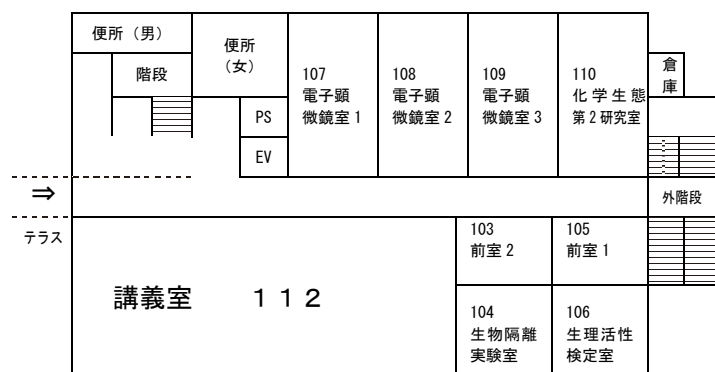 便所（男）
便所
（女）
階段
PS
EV
107
電子顕
微鏡室１
108
電子顕
微鏡室２
109
電子顕
微鏡室３
110
化学生態
第２研究室
倉
庫
⇒
外階段
テラス
講義室　１１２
103
前室２
105
前室１
104
生物隔離
実験室
106
生理活性
検定室